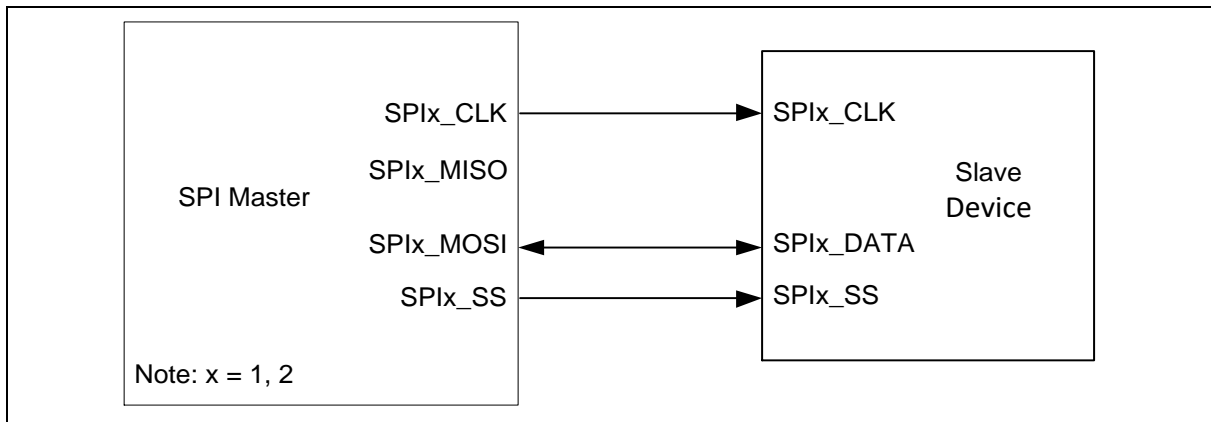 SPIx_CLK
SPIx_MISO
SPI Master
SPIx_MOSI
SPIx_SS
Note: x = 1, 2
SPIx_CLK
Slave
Device
SPIx_DATA
SPIx_SS